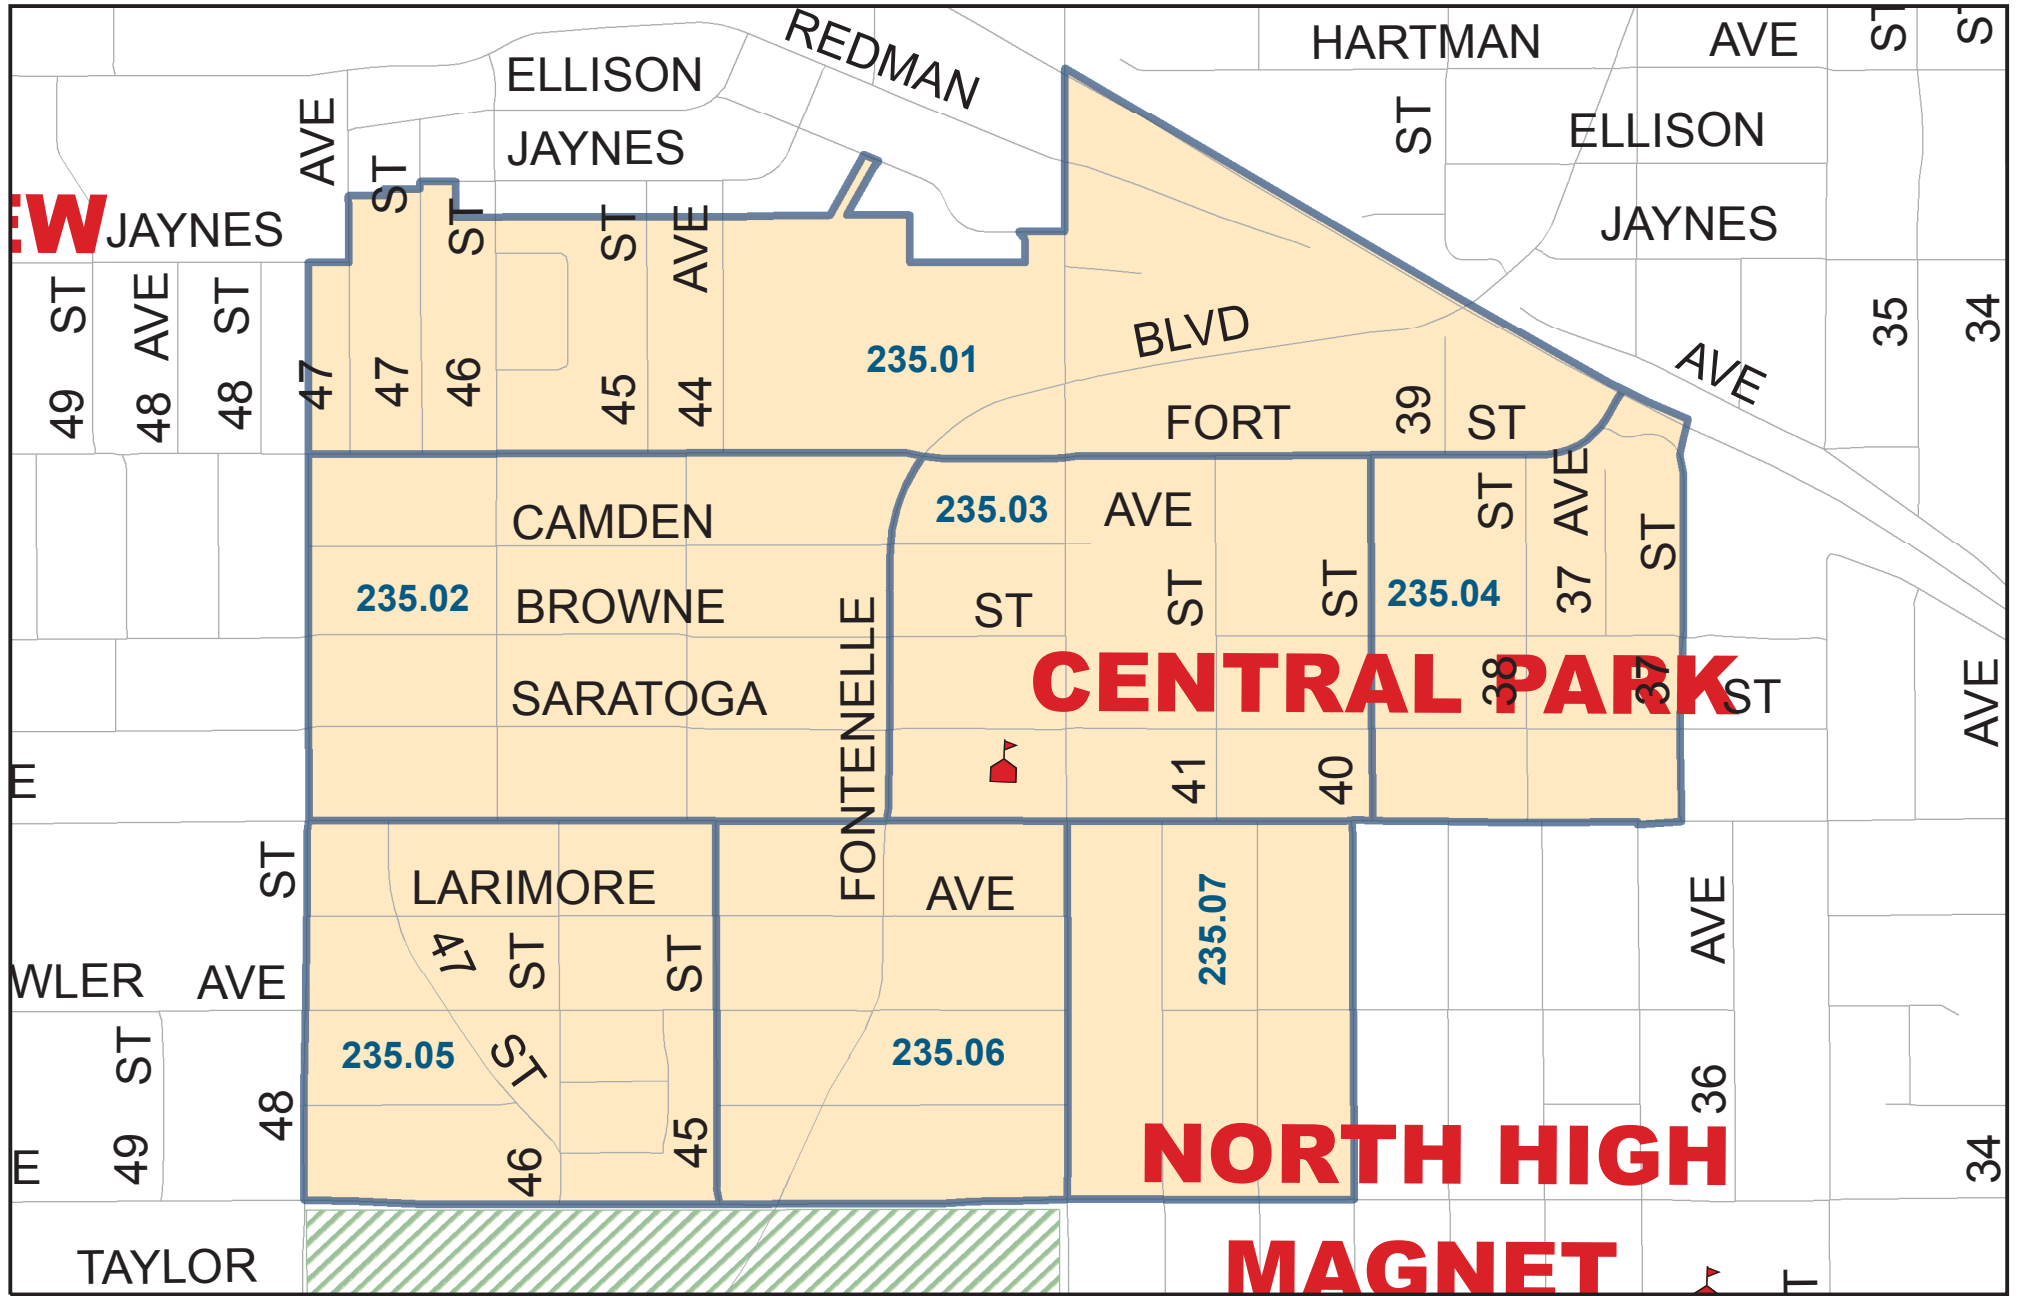 REDMAN
HARTMAN AVE
ST
ST
ELLISON
AVE
ST
ELLISON
JAYNES
ST
JAYNES
EW JAYNES
ST
ST
AVE
ST
AVE
ST
35
34
BLVD
235.01
AVE
49
48
48
47
47
46
45
44
FORT
39
ST
CAMDEN
235.03
AVE
ST
AVE
ST
235.02
BROWNE
ST
ST
ST
235.04
37
SARATOGA
FONTENELLE
CENTRAL PARK
38
37
ST
AVE
E
41
40
ST
LARIMORE
AVE
235.07
AVE
WLER AVE
47
ST
ST
49
ST
48
235.05
ST
235.06
36
E
46
45
NORTH HIGH
34
TAYLOR
MAGNET